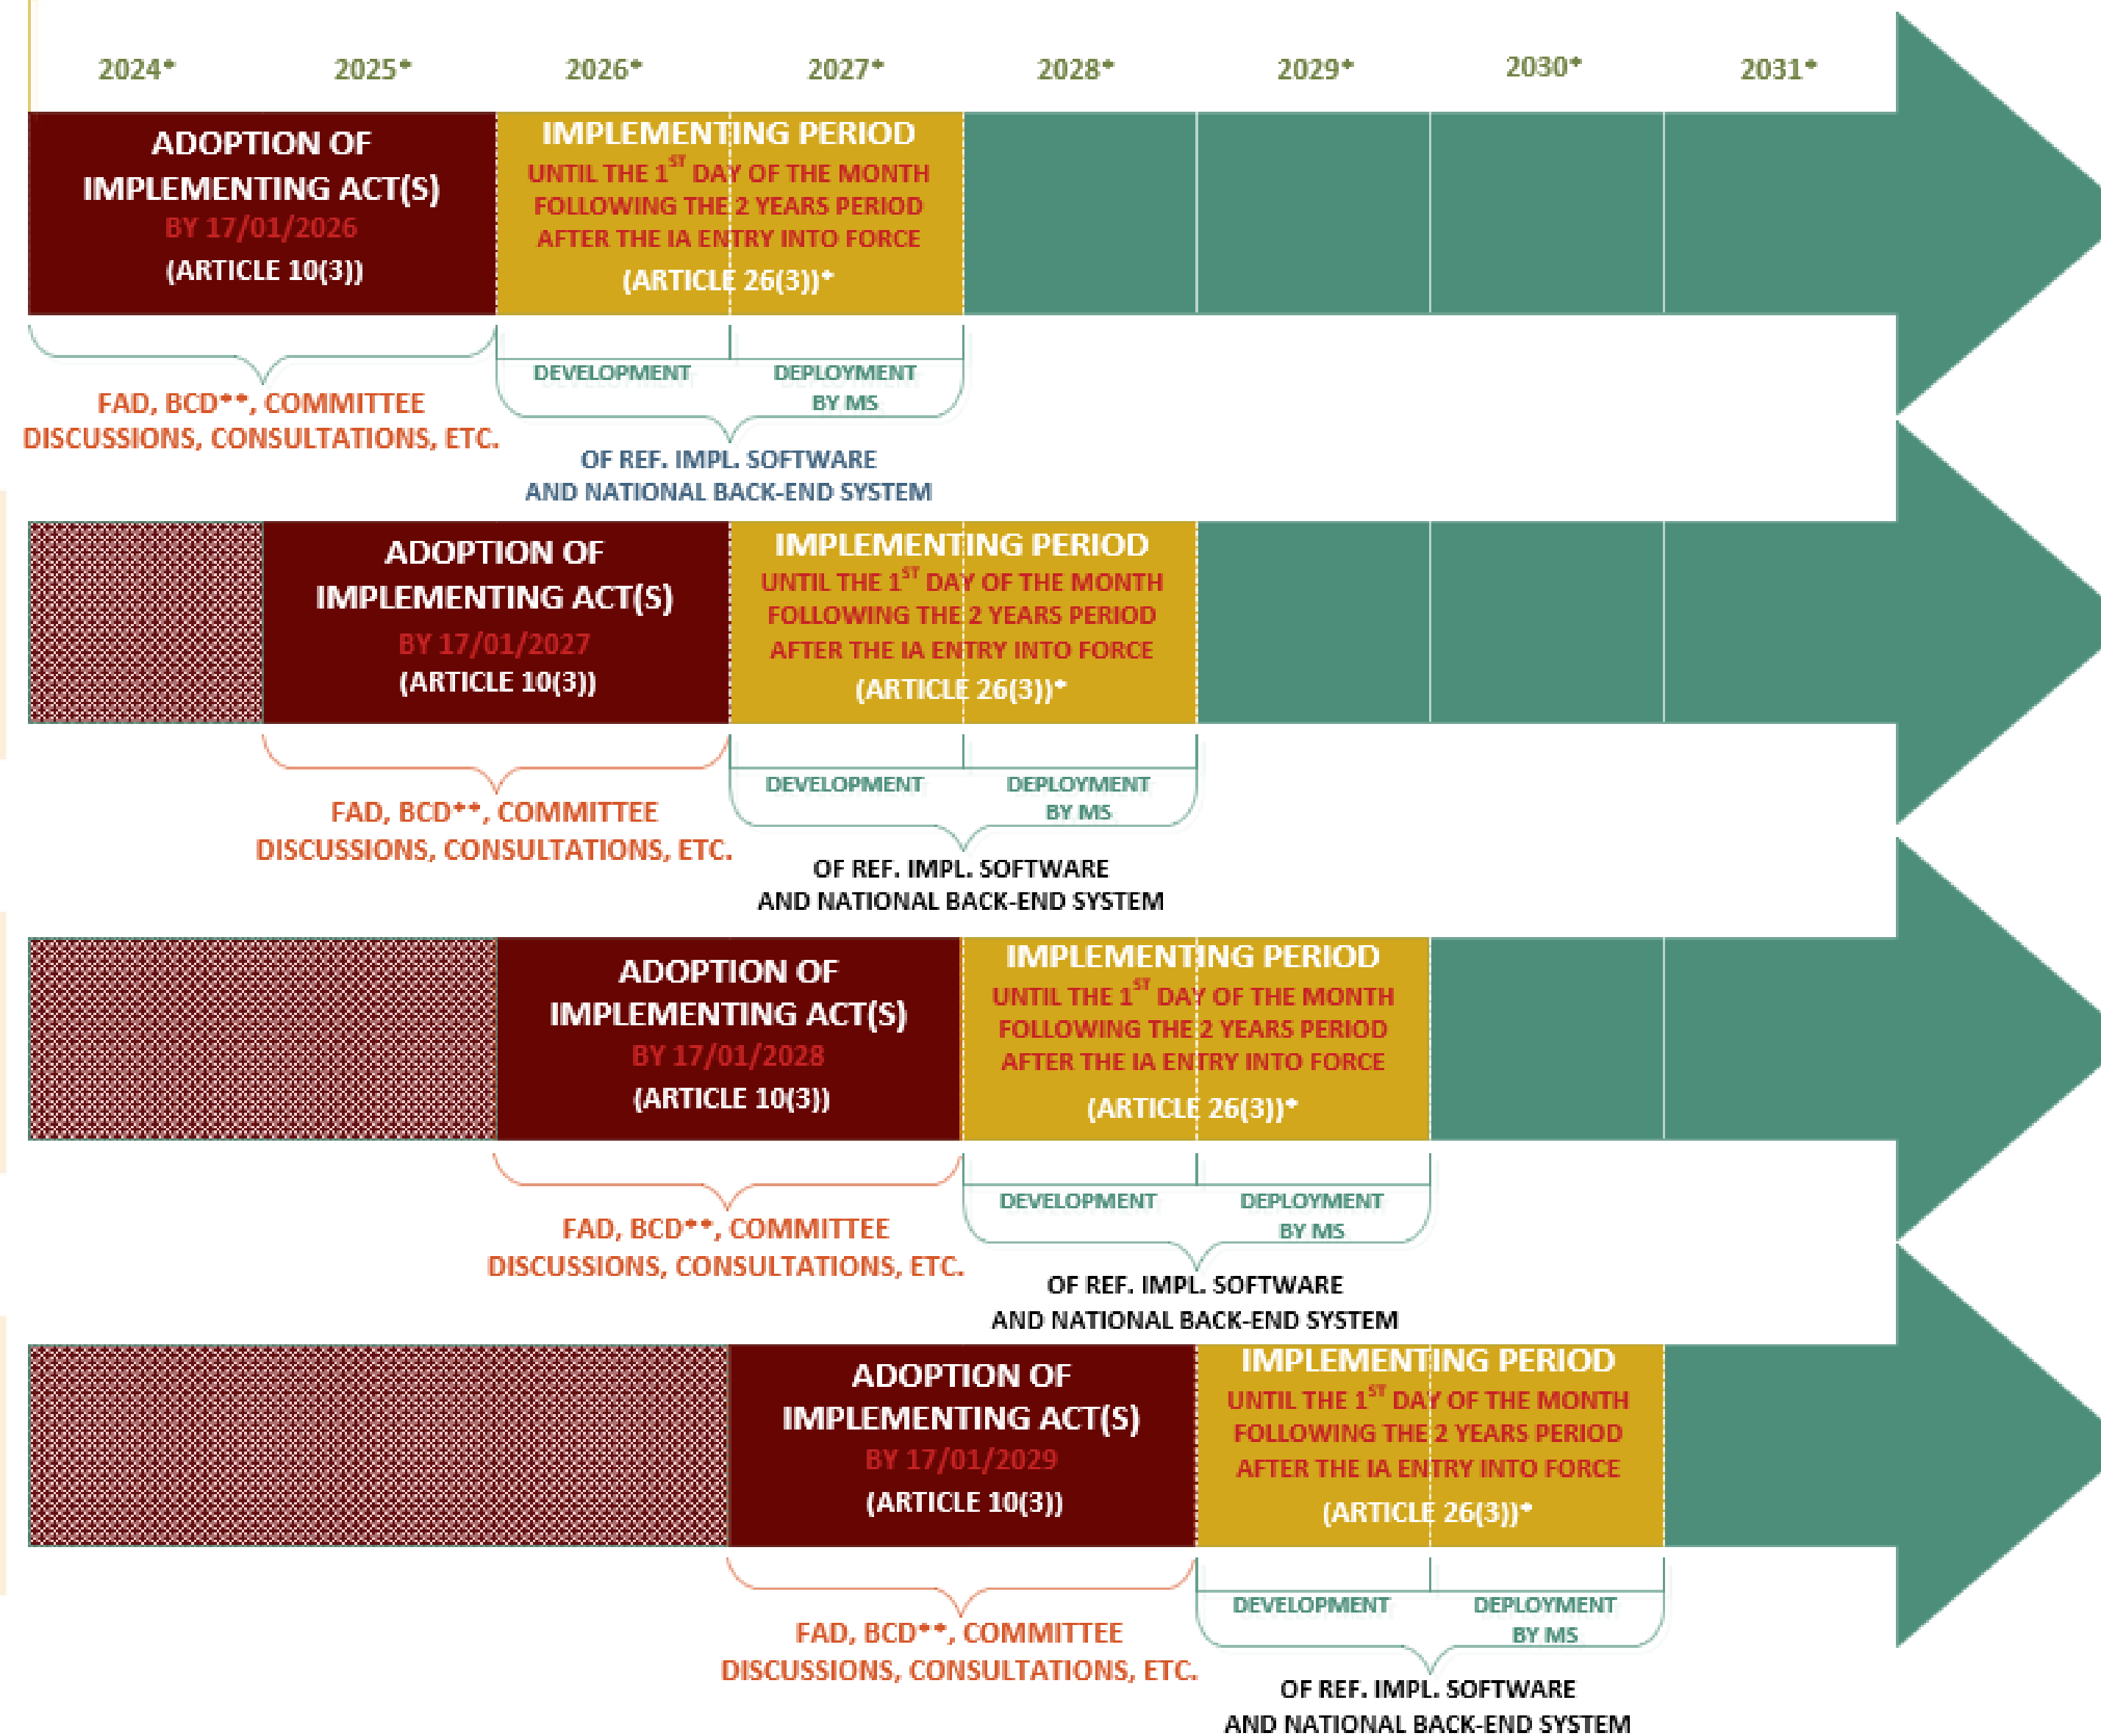 2024* 2025* 2026* 2027* 2028* 2029* 2030* 2031*
ADOPTION OF
IMPLEMENTING ACT(S)
BY 17/01/2026
(ARTICLE 10(3))
IMPLEMENTING PERIOD
UNTIL THE 1ST DAY OF THE MONTH
FOLLOWING THE 2 YEARS PERIOD
AFTER THE IA ENTRY INTO FORCE
(ARTICLE 26(3))*
FAD, BCD**, COMMITTEE
DISCUSSIONS, CONSULTATIONS, ETC.
DEVELOPMENT
DEPLOYMENT
BY MS
OF REF. IMPL. SOFTWARE
AND NATIONAL BACK-END SYSTEM
ADOPTION OF
IMPLEMENTING ACT(S)
BY 17/01/2027
(ARTICLE 10(3))
IMPLEMENTING PERIOD
UNTIL THE 1ST DAY OF THE MONTH
FOLLOWING THE 2 YEARS PERIOD
AFTER THE IA ENTRY INTO FORCE
(ARTICLE 26(3))*
FAD, BCD**, COMMITTEE
DISCUSSIONS, CONSULTATIONS, ETC.
DEVELOPMENT
DEPLOYMENT
BY MS
OF REF. IMPL. SOFTWARE
AND NATIONAL BACK-END SYSTEM
ADOPTION OF
IMPLEMENTING ACT(S)
BY 17/01/2028
(ARTICLE 10(3))
IMPLEMENTING PERIOD
UNTIL THE 1ST DAY OF THE MONTH
FOLLOWING THE 2 YEARS PERIOD
AFTER THE IA ENTRY INTO FORCE
(ARTICLE 26(3))*
FAD, BCD**, COMMITTEE
DISCUSSIONS, CONSULTATIONS, ETC.
DEVELOPMENT
DEPLOYMENT
BY MS
OF REF. IMPL. SOFTWARE
AND NATIONAL BACK-END SYSTEM
ADOPTION OF
IMPLEMENTING ACT(S)
BY 17/01/2029
(ARTICLE 10(3))
IMPLEMENTING PERIOD
UNTIL THE 1ST DAY OF THE MONTH
FOLLOWING THE 2 YEARS PERIOD
AFTER THE IA ENTRY INTO FORCE
(ARTICLE 26(3))*
FAD, BCD**, COMMITTEE
DISCUSSIONS, CONSULTATIONS, ETC.
DEVELOPMENT
DEPLOYMENT
BY MS
OF REF. IMPL. SOFTWARE
AND NATIONAL BACK-END SYSTEM